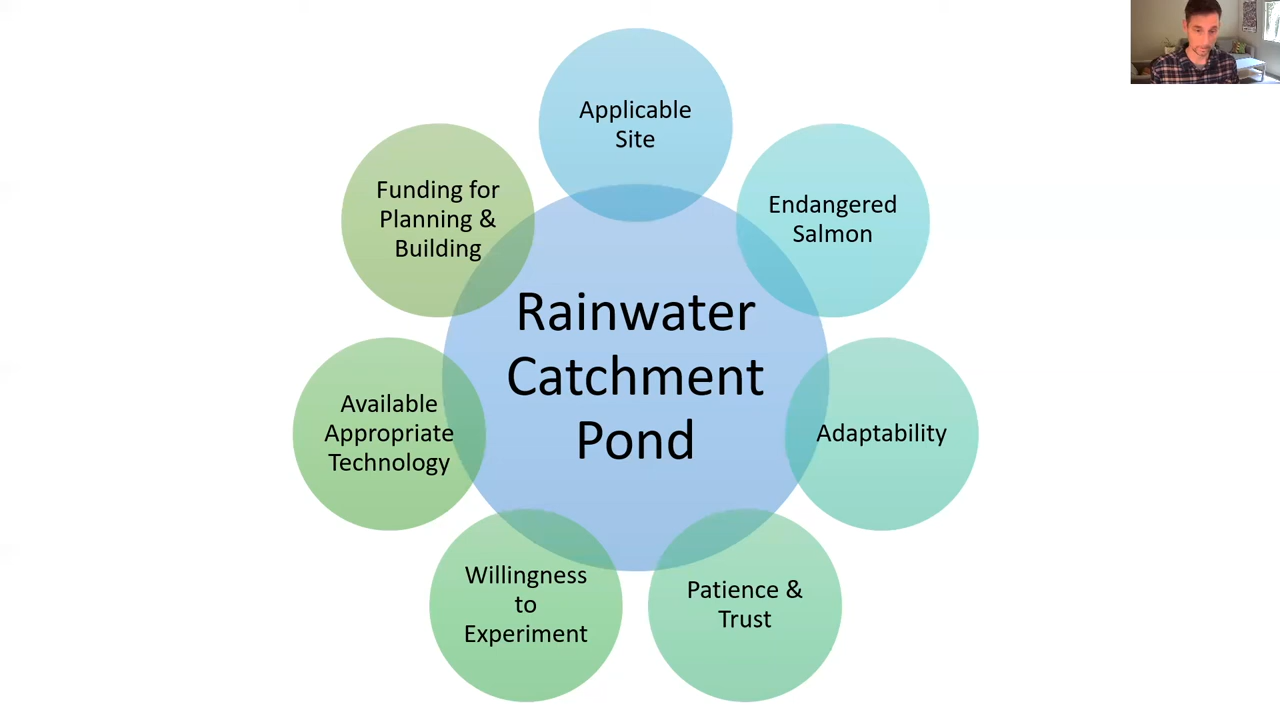 Applicable
Site
Endangered
Salmon
Adaptability
Patience &
Trust
Willingness
to
Experiment
Available
Appropriate
Technology
Funding for
Planning &
Building
Rainwater
Catchment
Pond